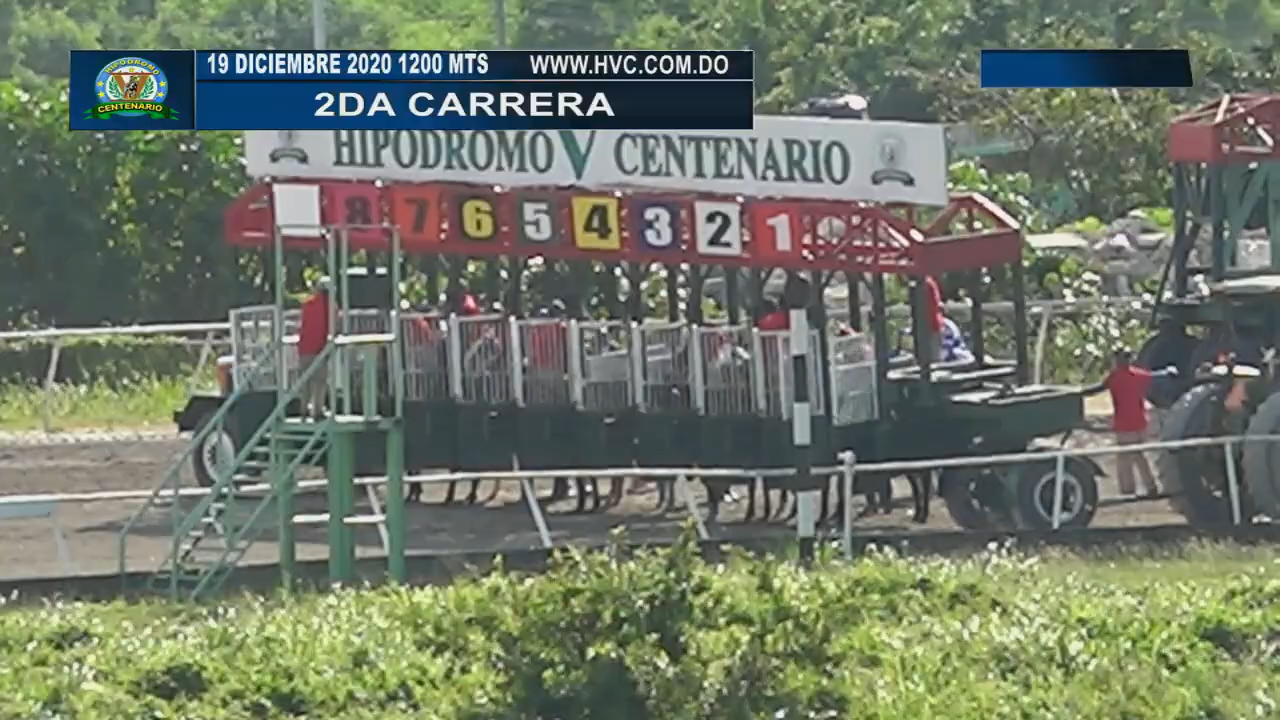 HIPODROMO
V
CENTENARIO
19 DICIEMBRE 2020 1200 MTS WWW.HVC.COM.DO
2DA CARRERA
HIPODROMO V CENTENARIO
8 7 6 5 4 3 2 1